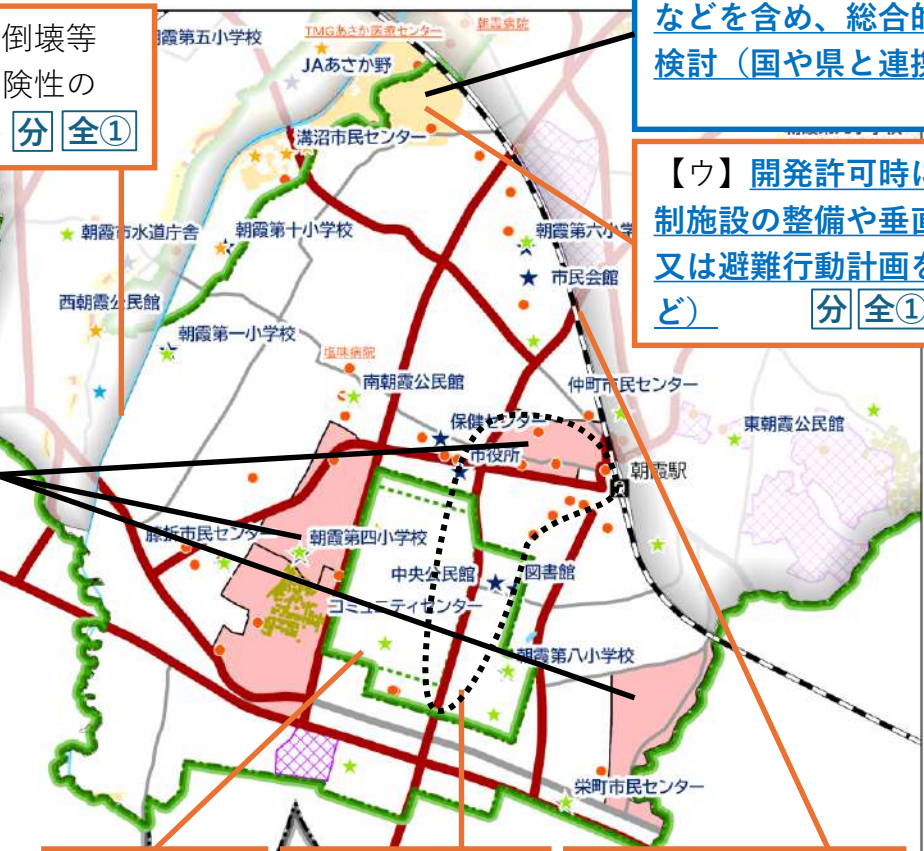 倒壊等
険性の
分 全①
などを含め、総合的
検討（国や県と連携
【ウ】開発許可時に
制施設の整備や垂直
又は避難行動計画を
ど）
分 全①
霞第五小学校
TMGあさか医療センター
朝霞病院
JAあさか野
溝沼市民センター
朝霞市水道庁舎
朝霞第十小学校
朝霞第六小学
市民会館
西朝霞公民館
朝霞第一小学校
塩味病院
南朝霞公民館
仲町市民センター
保健センター
東朝霞公民館
市役所
朝霞駅
藤折市民センター
朝霞第四小学校
中央公民館
図書館
コミュニティセンター
朝霞第八小学校
栄町市民センター